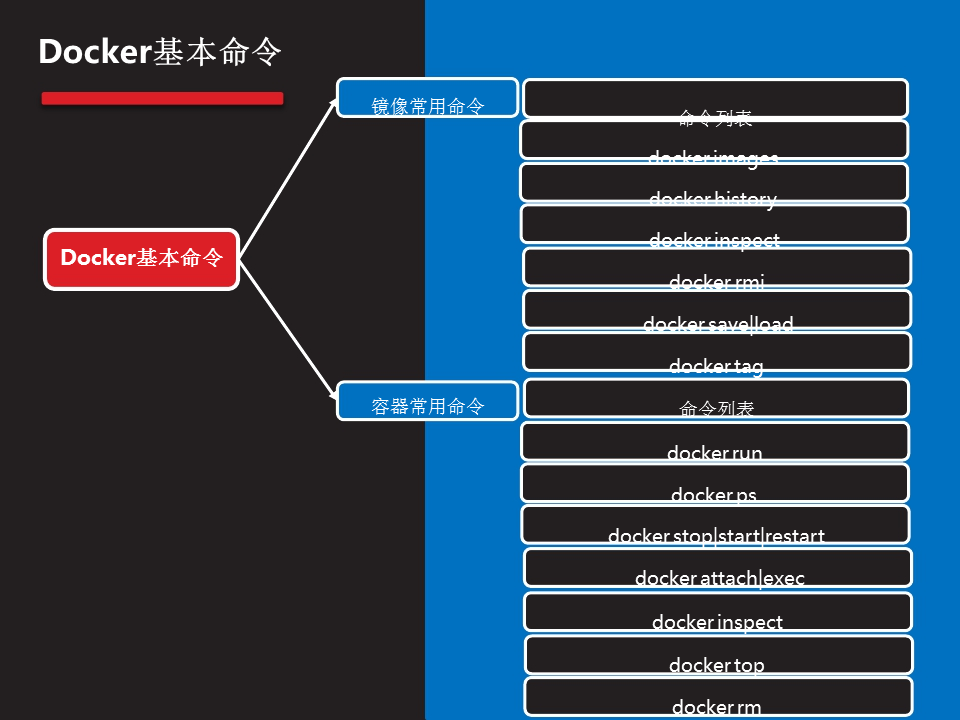 Docker基本命令
镜像常用命令
命令列表
docker images
docker history
docker inspect
Docker基本命令
docker rmi
docker save|load
docker tag
容器常用命令
命令列表
docker run
docker ps
docker stop|start|restart
docker attach|exec
docker inspect
docker top
docker rm